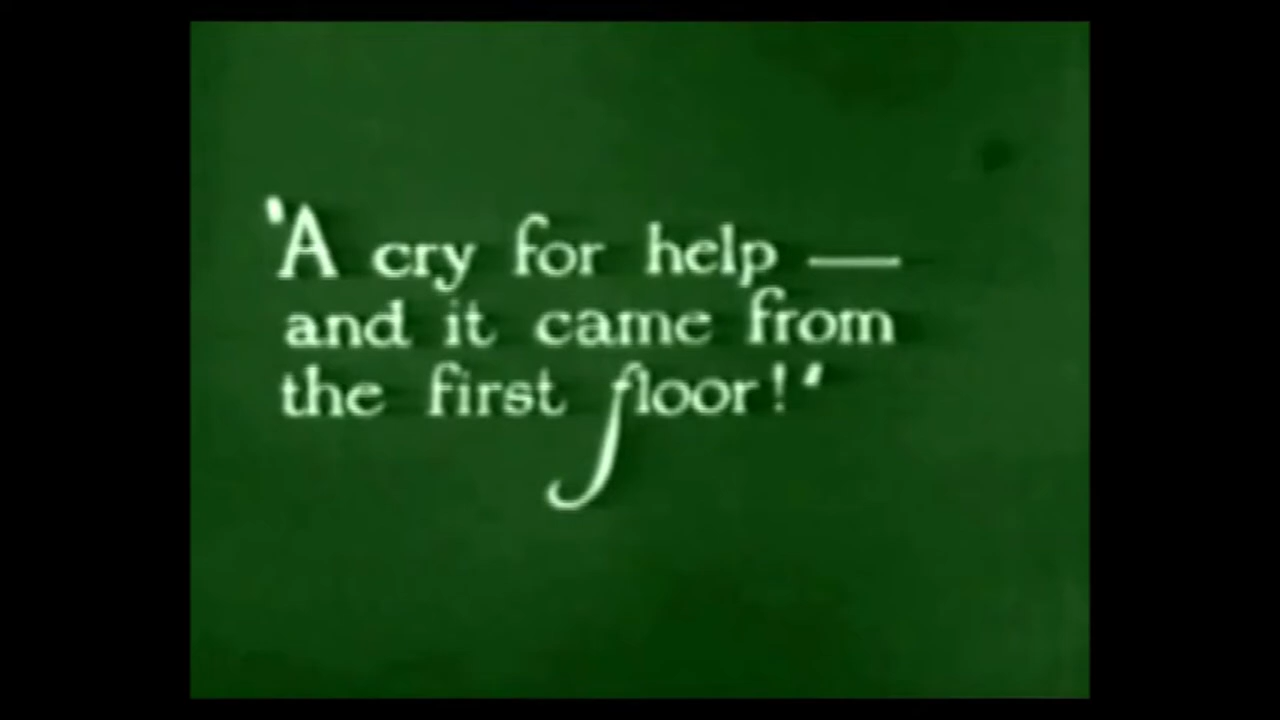 'A cry for help —
and it came from
the first floor!'